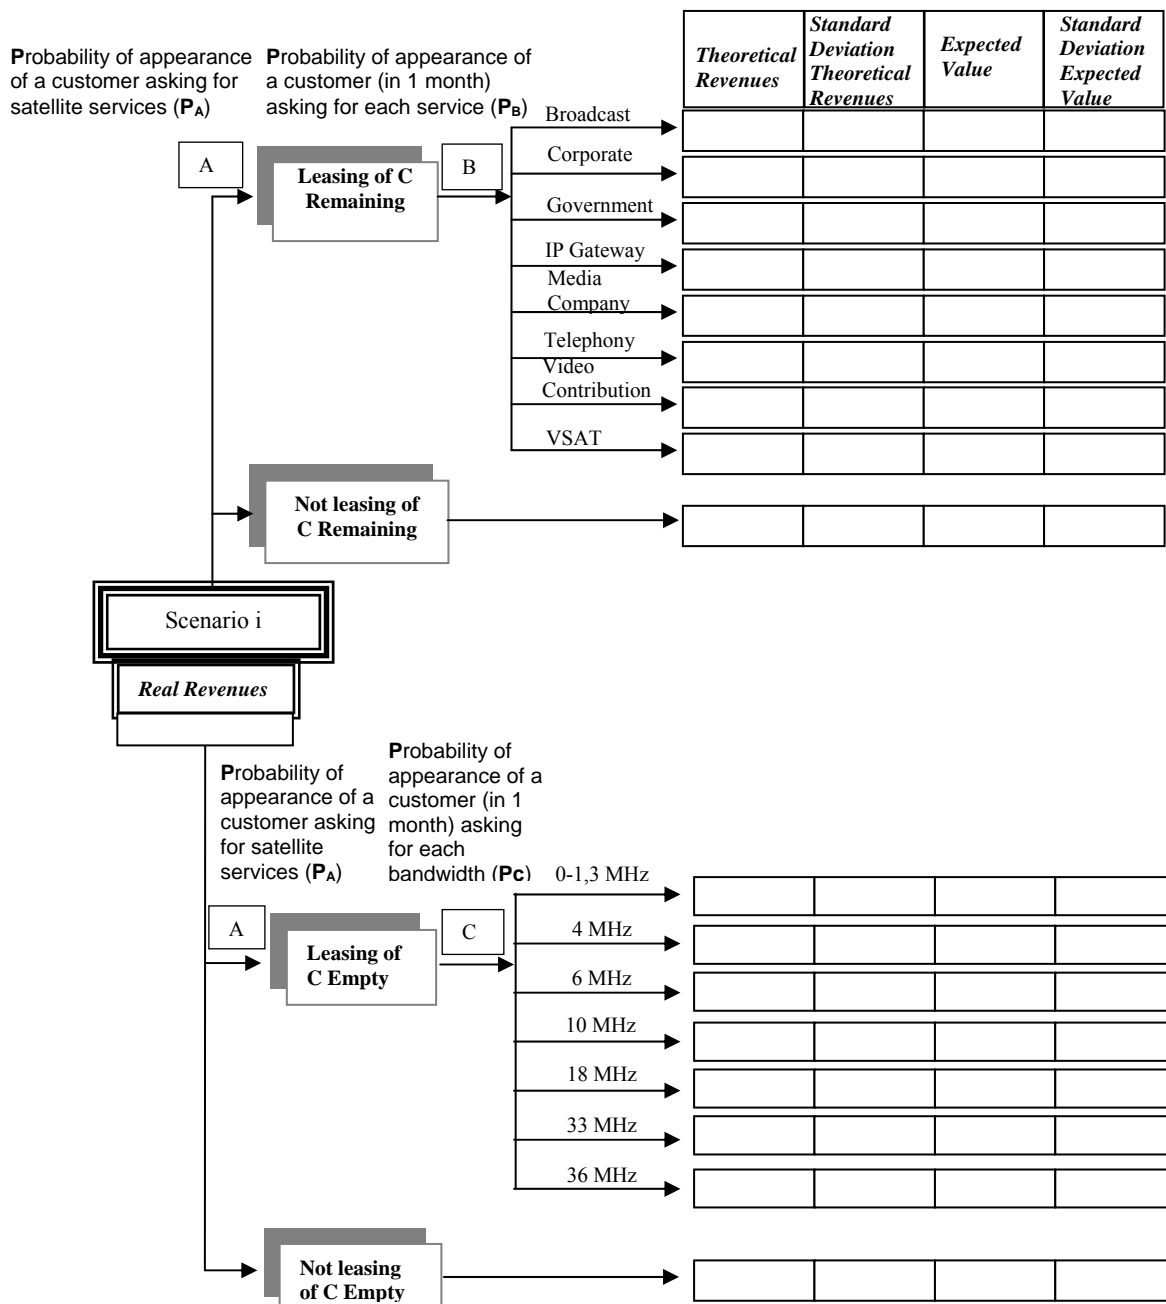 Probability of appearance
of a customer asking for
satellite services (PA)
Probability of appearance of
a customer (in 1 month)
asking for each service (PB)
Theoretical
Revenues
Standard
Deviation
Theoretical
Revenues
Expected
Value
Standard
Deviation
Expected
Value
A
Leasing of C
Remaining
B
Broadcast
Corporate
Government
IP Gateway
Media
Company
Telephony
Video
Contribution
VSAT
Not leasing of
C Remaining
Scenario i
Real Revenues
Probability of
appearance of a
customer asking
for satellite
services (PA)
Probability of
appearance of a
customer (in 1
month) asking
for each
bandwidth (Pc)
A
Leasing of
C Empty
C
0-1,3 MHz
4 MHz
6 MHz
10 MHz
18 MHz
33 MHz
36 MHz
Not leasing
of C Empty